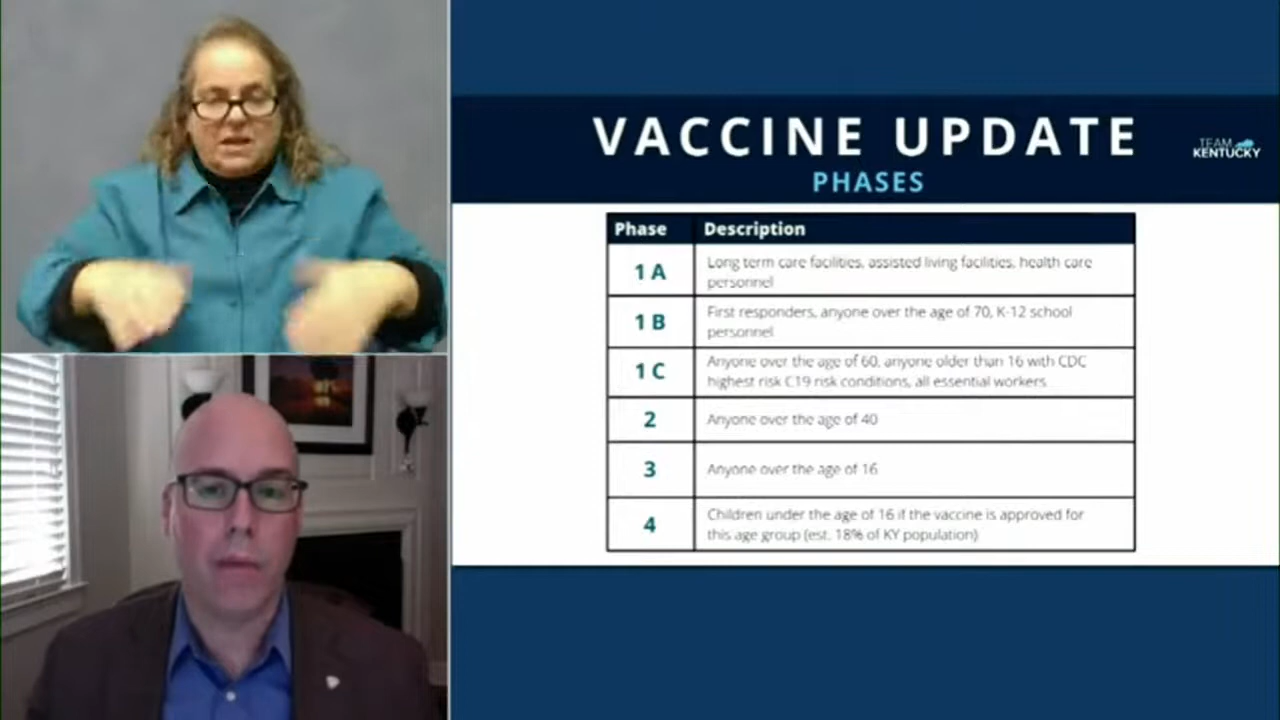 VACCINE UPDATE
TEAM
KENTUCKY
PHASES
Phase Description
1 A Long term care facilities, assisted living facilities, health care
personnel
1 B First responders, anyone over the age of 70, K-12 school
personnel
1 C Anyone over the age of 60, anyone older than 16 with CDC
highest risk C19 risk conditions, all essential workers
2 Anyone over the age of 40
3 Anyone over the age of 16
4 Children under the age of 16 if the vaccine is approved for
this age group (est. 18% of KY population)